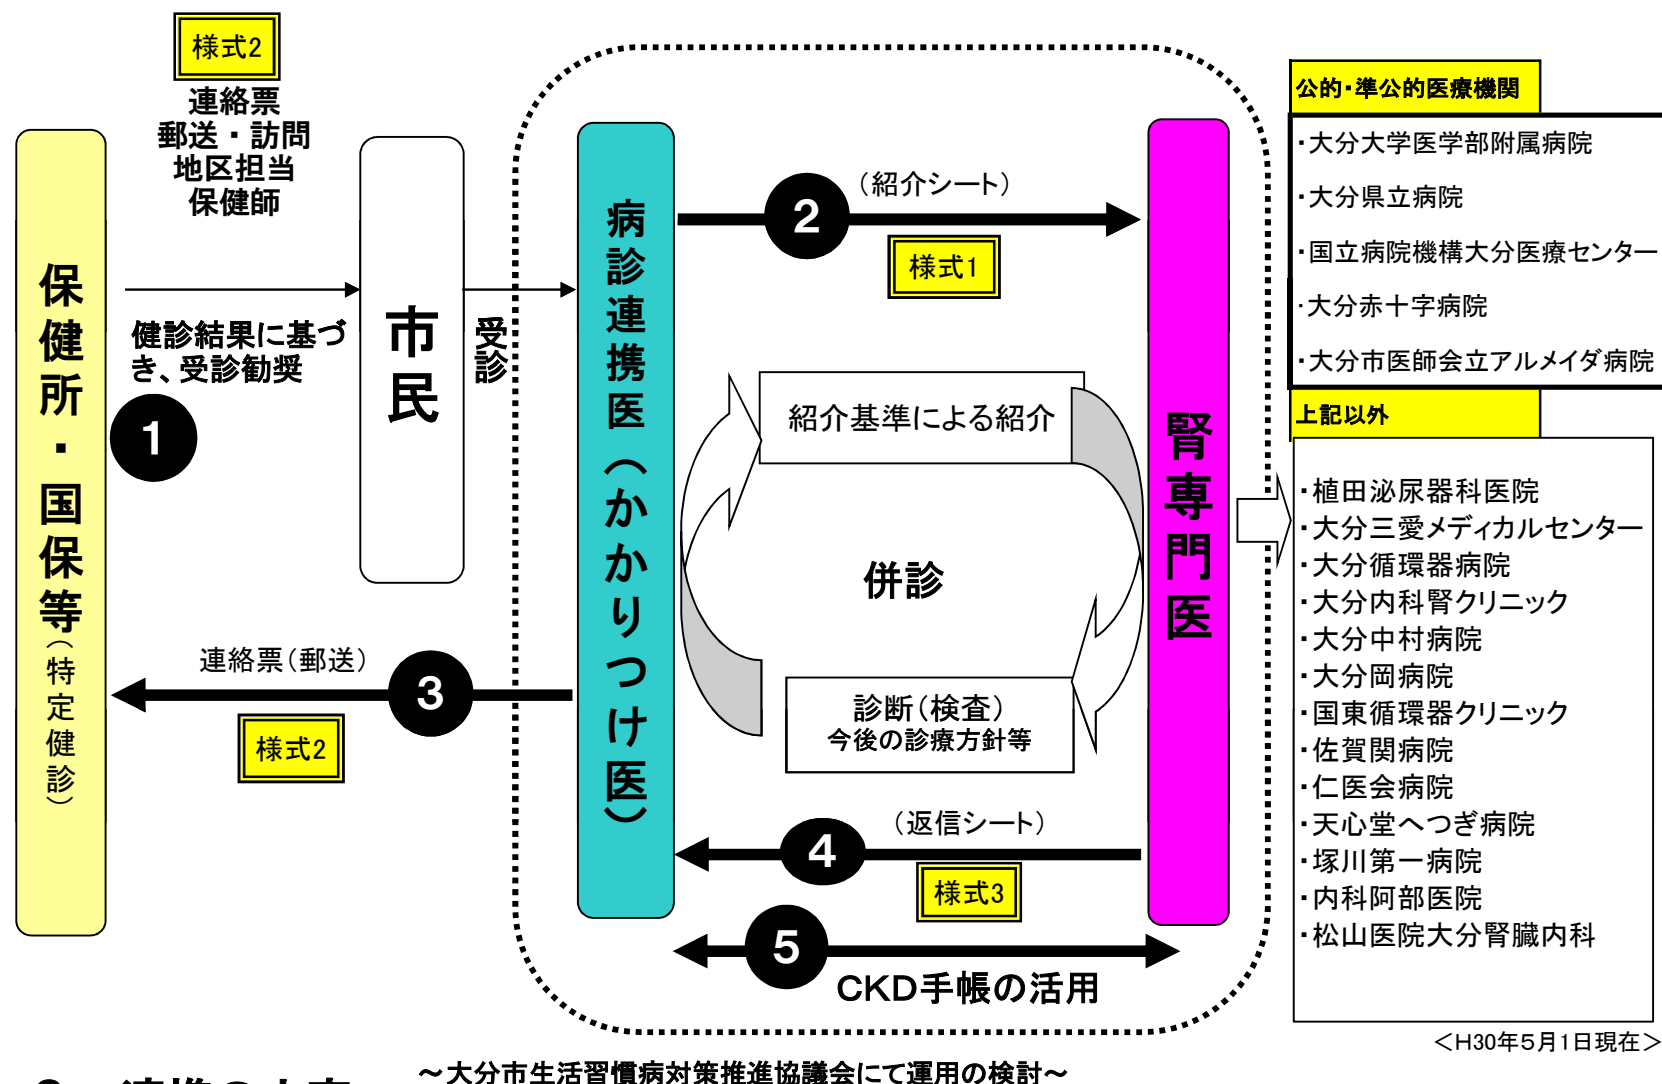 様式2
連絡票
郵送・訪問
地区担当
保健師
保健所・国保等(特定健診)
健診結果に基づ
き、受診勧奨
1
市民
受診
病診連携医(かかりつけ医)
2
(紹介シート)
様式1
紹介基準による紹介
併診
診断(検査)
今後の診療方針等
連絡票(郵送)
3
様式2
4
(返信シート)
様式3
5
CKD手帳の活用
腎専門医
公的・準公的医療機関
・大分大学医学部附属病院
・大分県立病院
・国立病院機構大分医療センター
・大分赤十字病院
・大分市医師会立アルメイダ病院
上記以外
・植田泌尿器科医院
・大分三愛メディカルセンター
・大分循環器病院
・大分内科腎クリニック
・大分中村病院
・大分岡病院
・国東循環器クリニック
・佐賀関病院
・仁医会病院
・天心堂へつぎ病院
・塚川第一病院
・内科阿部医院
・松山医院大分腎臓内科
<H30年5月1日現在>
~大分市生活習慣病対策推進協議会にて運用の検討~